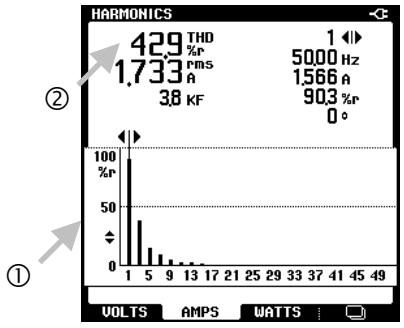 HARMONICS
42.9 THD %r
1 
50.00 Hz
1.733 rms A
1.566 A
② 3.8 KF
90.3 %r
0 °
100
%r
50
① 0
1 5 9 13 17 21 25 29 33 37 41 45 49
VOLTS AMPS WATTS